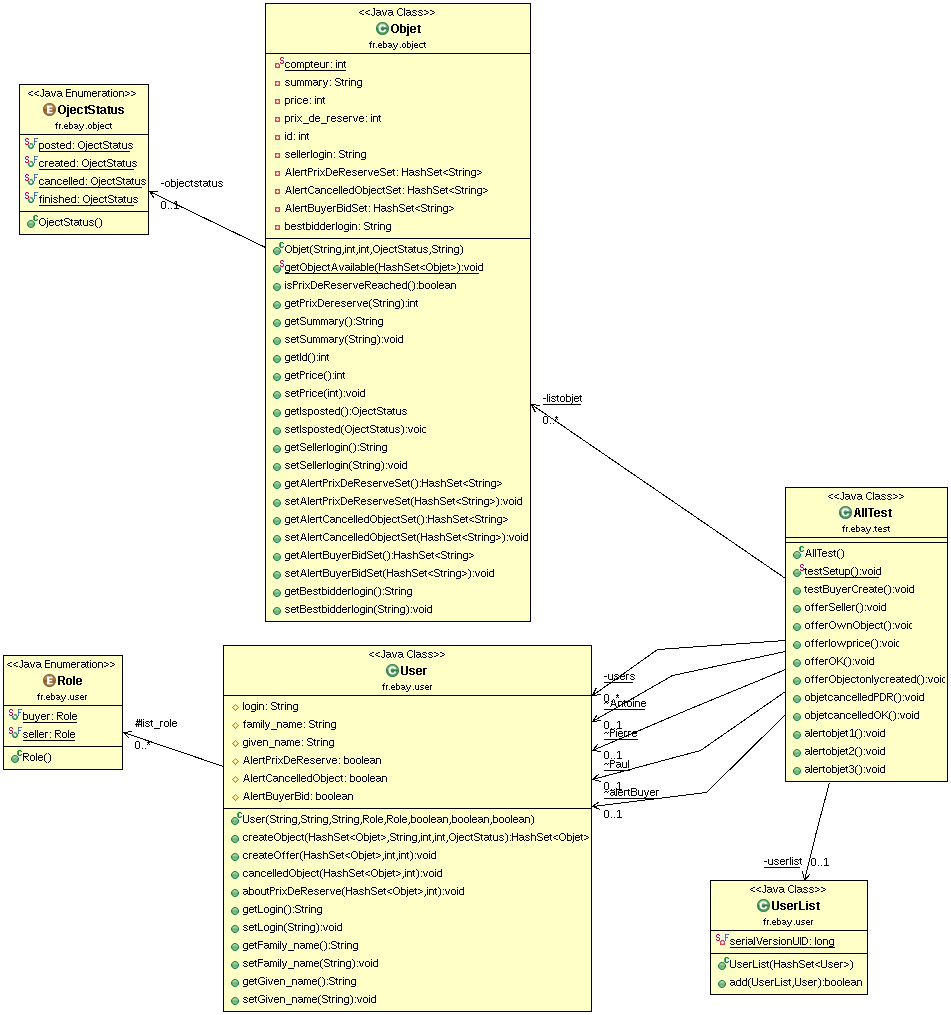 <<Java Class>>
Objet
fr.ebay.object
compteur: int
summary: String
price: int
prix_de_reserve: int
id: int
sellerlogin: String
AlertPrixDeReserveSet: HashSet<String>
AlertCancelledObjectSet: HashSet<String>
AlertBuyerBidSet: HashSet<String>
bestbidderlogin: String
Objet(String,int,int,OjectStatus,String)
getObjectAvailable(HashSet<Objet>):void
isPrixDeReserveReached():boolean
getPrixDereserve(String):int
getSummary():String
setSummary(String):void
getId():int
getPrice():int
setPrice(int):void
getIsposted():OjectStatus
setIsposted(OjectStatus):void
getSellerlogin():String
setSellerlogin(String):void
getAlertPrixDeReserveSet():HashSet<String>
setAlertPrixDeReserveSet(HashSet<String>):void
getAlertCancelledObjectSet():HashSet<String>
setAlertCancelledObjectSet(HashSet<String>):void
getAlertBuyerBidSet():HashSet<String>
setAlertBuyerBidSet(HashSet<String>):void
getBestbidderlogin():String
setBestbidderlogin(String):void
<<Java Enumeration>>
OjectStatus
fr.ebay.object
posted: OjectStatus
created: OjectStatus
cancelled: OjectStatus
finished: OjectStatus
OjectStatus()
-objectstatus
0..1
-listobjet
0..*
<<Java Class>>
AllTest
fr.ebay.test
AllTest()
testSetup():void
testBuyerCreate():void
offerSeller():void
offerOwnObject():void
offerlowprice():void
offerOK():void
offerObjectonlycreated():void
objetcancelledPDR():void
objetcancelledOK():void
alertobjet1():void
alertobjet2():void
alertobjet3():void
<<Java Enumeration>>
Role
fr.ebay.user
buyer: Role
seller: Role
Role()
#list_role
0..*
<<Java Class>>
User
fr.ebay.user
login: String
family_name: String
given_name: String
AlertPrixDeReserve: boolean
AlertCancelledObject: boolean
AlertBuyerBid: boolean
User(String,String,String,Role,Role,boolean,boolean,boolean)
createObject(HashSet<Objet>,String,int,int,OjectStatus):HashSet<Objet>
createOffer(HashSet<Objet>,int,int):void
cancelledObject(HashSet<Objet>,int):void
aboutPrixDeReserve(HashSet<Objet>,int):void
getLogin():String
setLogin(String):void
getFamily_name():String
setFamily_name(String):void
getGiven_name():String
setGiven_name(String):void
-users
0..*
~Antoine
0..1
~Pierre
0..1
~Paul
0..1
~alertBuyer
0..1
-userlist
0..1
<<Java Class>>
UserList
fr.ebay.user
serialVersionUID: long
UserList(HashSet<User>)
add(UserList,User):boolean